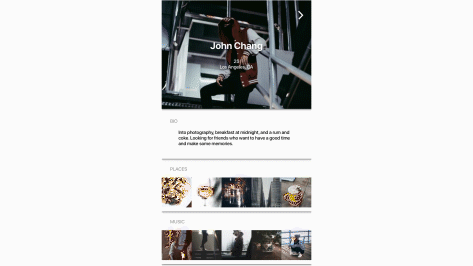 John Chang
28
Los Angeles, CA
BIO
Into photography, breakfast at midnight, and a rum and
coke. Looking for friends who want to have a good time
and make some memories.
PLACES
MUSIC